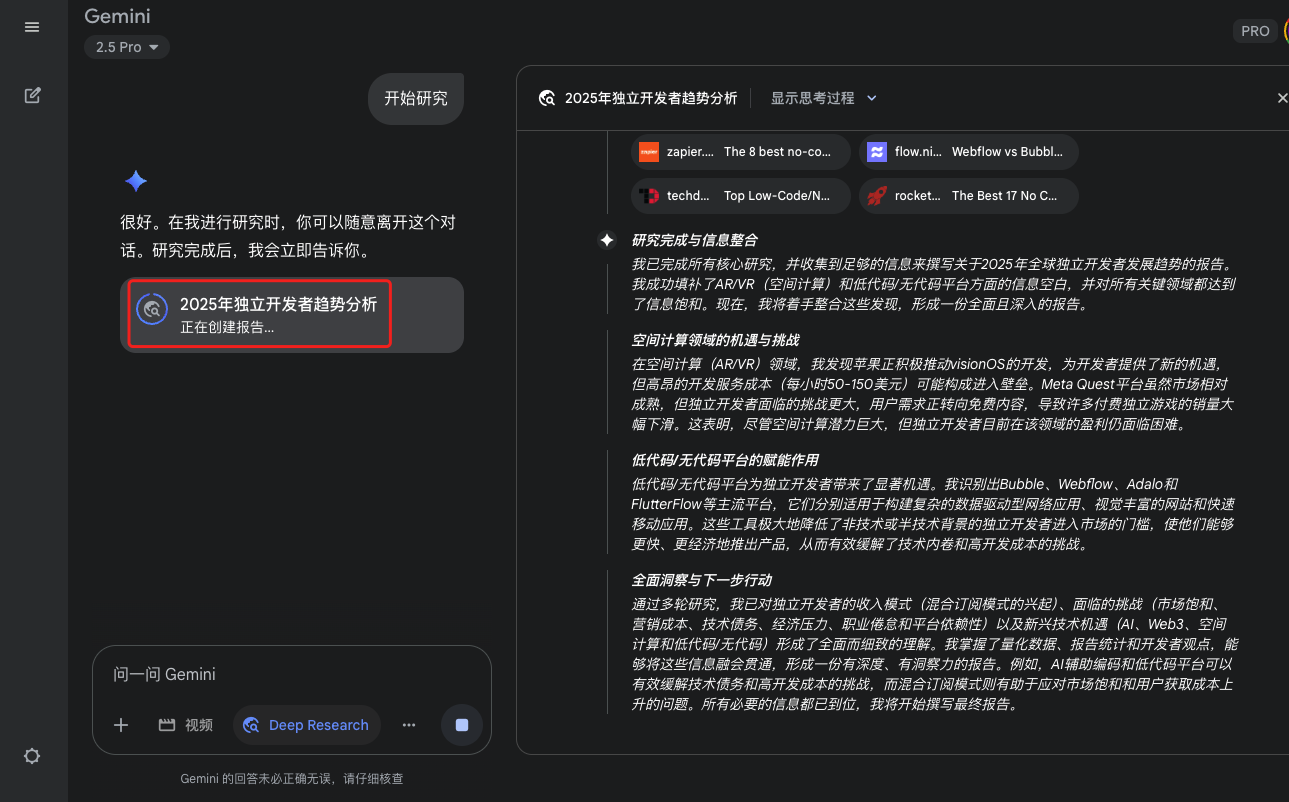 Gemini
2.5 Pro
PRO
开始研究
很好。在我进行研究时，你可以随意离开这个对
话。研究完成后，我会立即告诉你。
2025年独立开发者趋势分析
正在创建报告...
问一问 Gemini
视频
Deep Research
Gemini 的回答未必正确无误，请仔细核查
2025年独立开发者趋势分析
显示思考过程
zapier.... The 8 best no-co...
flow.ni... Webflow vs Bubbl...
techd... Top Low-Code/N...
rocket... The Best 17 No C...
研究完成与信息整合
我已完成所有核心研究，并收集到足够的信息来撰写关于2025年全球独立开发者发展趋势的报告。
我成功填补了AR/VR（空间计算）和低代码/无代码平台方面的信息空白，并对所有关键领域都达到
了信息饱和。现在，我将着手整合这些发现，形成一份全面且深入的报告。
空间计算领域的机遇与挑战
在空间计算（AR/VR）领域，我发现苹果正积极推动visionOS的开发，为开发者提供了新的机遇，
但高昂的开发服务成本（每小时50-150美元）可能构成进入壁垒。Meta Quest平台虽然市场相对
成熟，但独立开发者面临的挑战更大，用户需求正转向免费内容，导致许多付费独立游戏的销量大
幅下滑。这表明，尽管空间计算潜力巨大，但独立开发者目前在该领域的盈利仍面临困难。
低代码/无代码平台的赋能作用
低代码/无代码平台为独立开发者带来了显著机遇。我识别出Bubble、Webflow、Adalo和
FlutterFlow等主流平台，它们分别适用于构建复杂的数据驱动型网络应用、视觉丰富的网站和快速
移动应用。这些工具极大地降低了非技术或半技术背景的独立开发者进入市场的门槛，使他们能够
更快、更经济地推出产品，从而有效缓解了技术内卷和高开发成本的挑战。
全面洞察与下一步行动
通过多轮研究，我已对独立开发者的收入模式（混合订阅模式的兴起）、面临的挑战（市场饱和、
营销成本、技术债务、经济压力、职业倦怠和平台依赖性）以及新兴技术机遇（AI、Web3、空间
计算和低代码/无代码）形成了全面而细致的理解。我掌握了量化数据、报告统计和开发者观点，能
够将这些信息融会贯通，形成一份有深度、有洞察力的报告。例如，AI辅助编码和低代码平台可以
有效缓解技术债务和高开发成本的挑战，而混合订阅模式则有助于应对市场饱和和用户获取成本上
升的问题。所有必要的信息都已到位，我将开始撰写最终报告。